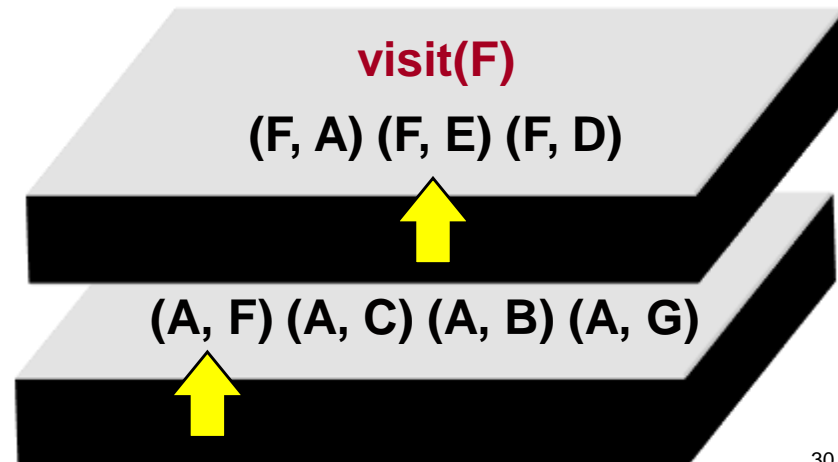 visit(F)
(F, A) (F, E) (F, D)
(A, F) (A, C) (A, B) (A, G)
30